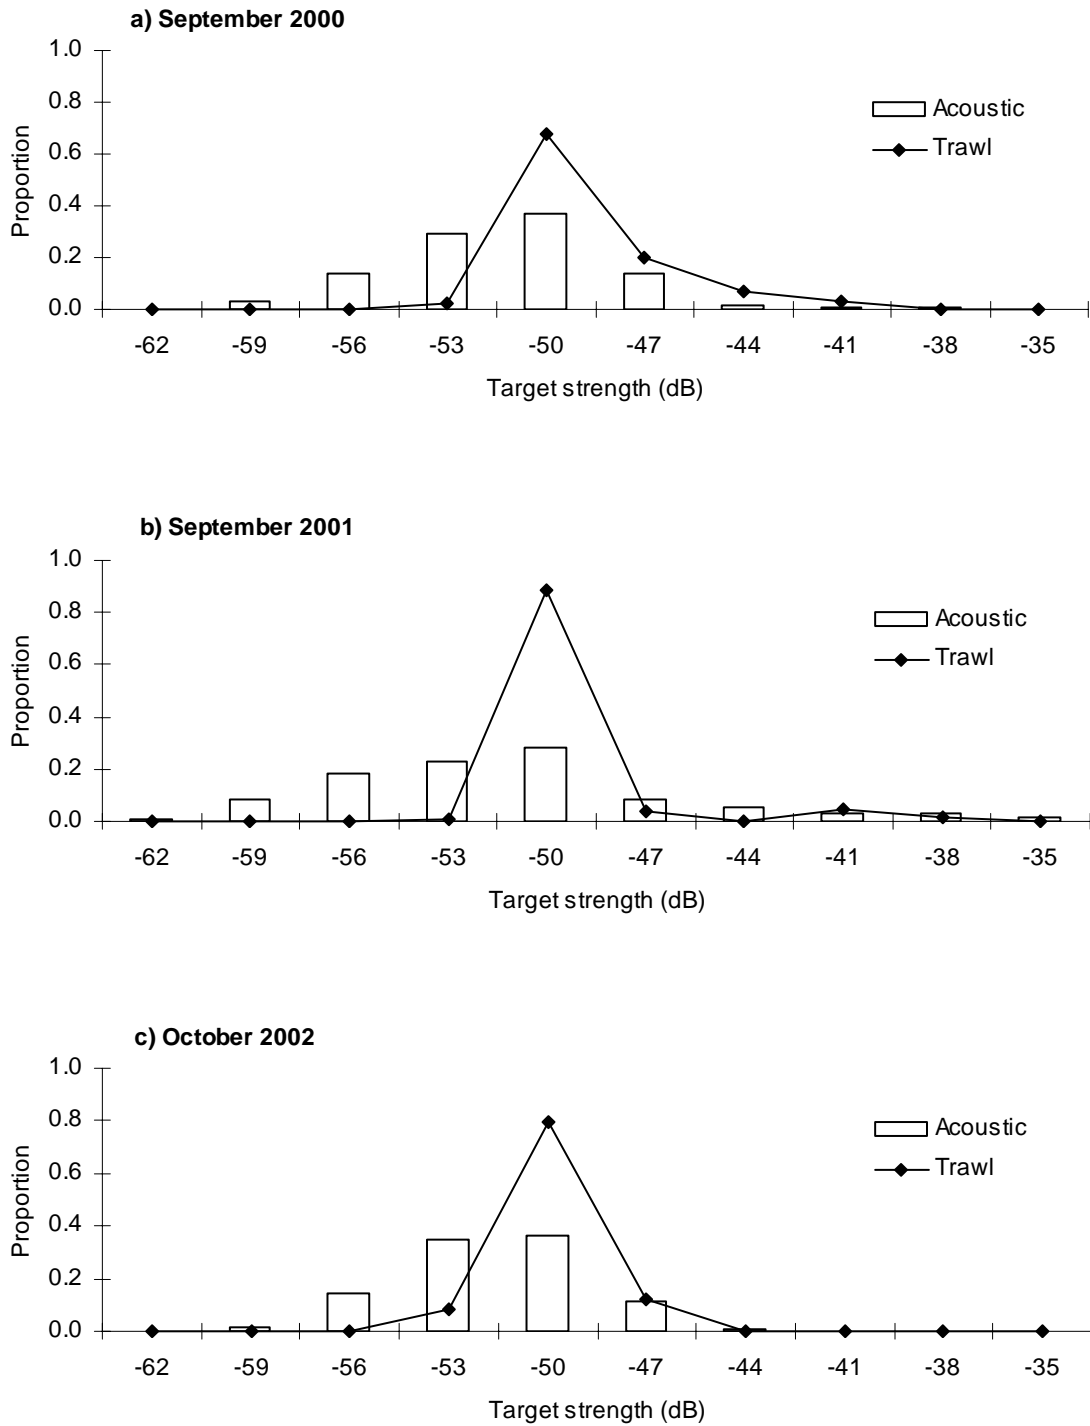 a) September 2000
1.0
0.8
Acoustic
0.6
Trawl
0.4
0.2
0.0
Proportion
-62 -59 -56 -53 -50 -47 -44 -41 -38 -35
Target strength (dB)
b) September 2001
1.0
0.8
Acoustic
0.6
Trawl
0.4
0.2
0.0
Proportion
-62 -59 -56 -53 -50 -47 -44 -41 -38 -35
Target strength (dB)
c) October 2002
1.0
0.8
Acoustic
0.6
Trawl
0.4
0.2
0.0
Proportion
-62 -59 -56 -53 -50 -47 -44 -41 -38 -35
Target strength (dB)